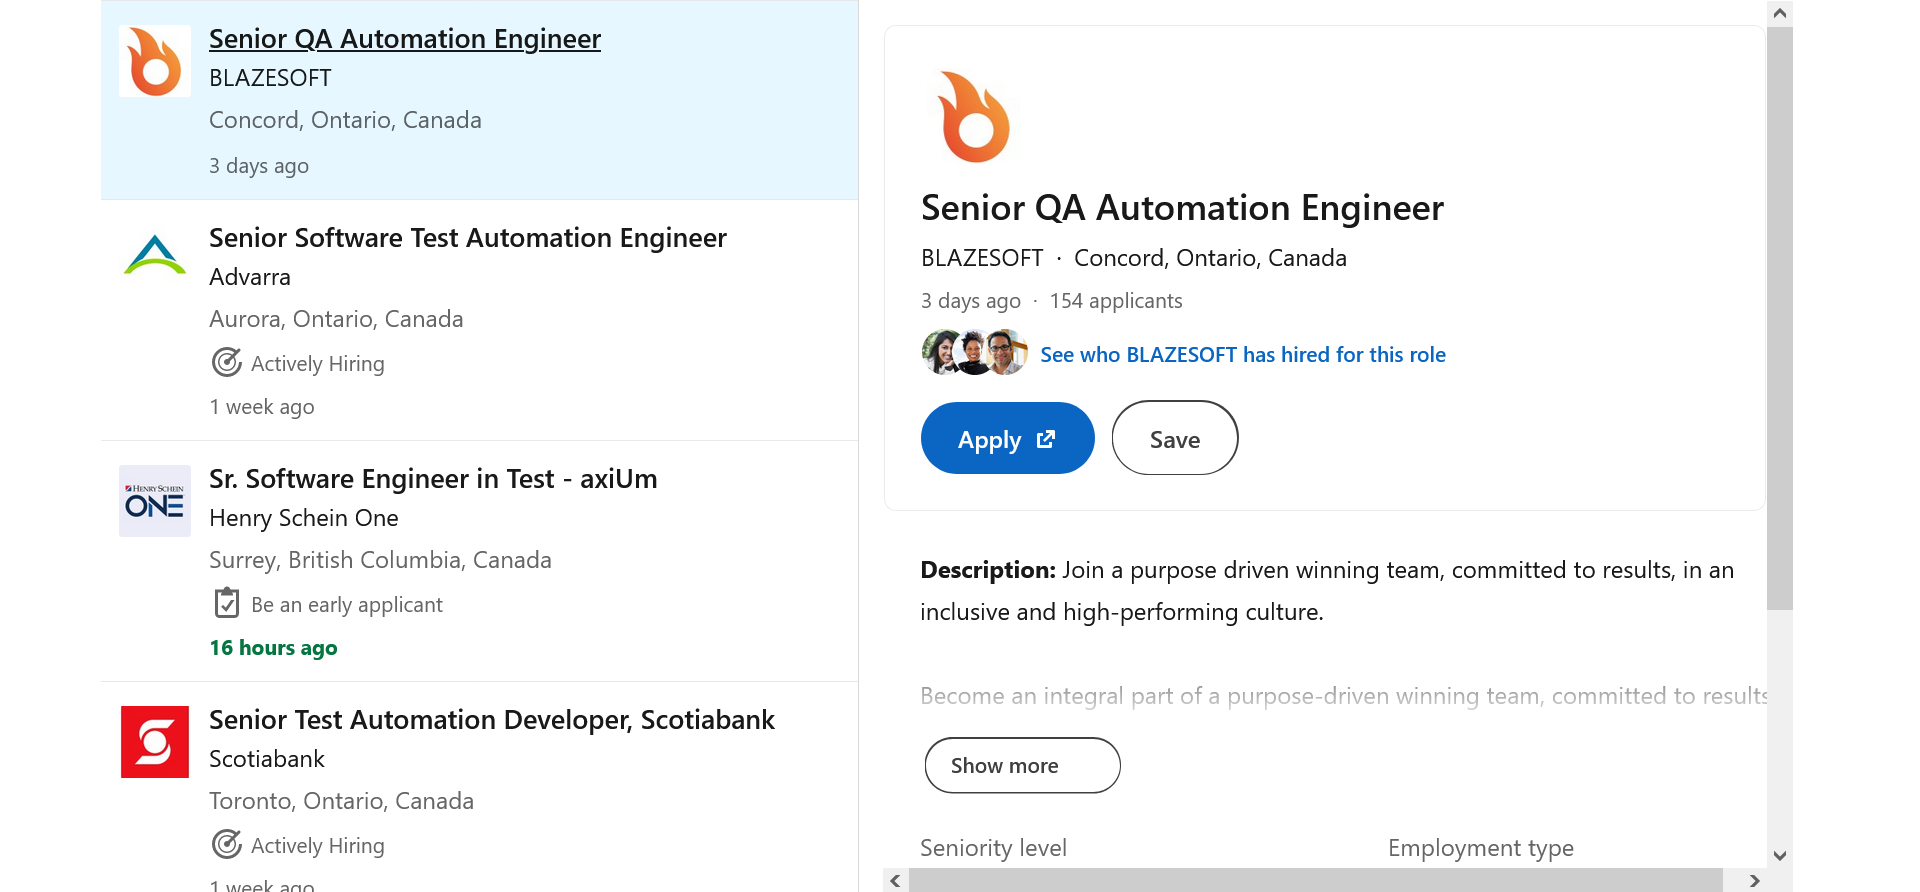 Senior QA Automation Engineer
BLAZESOFT
Concord, Ontario, Canada
3 days ago
Senior Software Test Automation Engineer
Advarra
Aurora, Ontario, Canada
Actively Hiring
1 week ago
HENRY SCHEIN
ONE
Sr. Software Engineer in Test - axiUm
Henry Schein One
Surrey, British Columbia, Canada
Be an early applicant
16 hours ago
Senior Test Automation Developer, Scotiabank
Scotiabank
Toronto, Ontario, Canada
Actively Hiring
1 week ago
Senior QA Automation Engineer
BLAZESOFT · Concord, Ontario, Canada
3 days ago · 154 applicants
See who BLAZESOFT has hired for this role
Apply
Save
Description: Join a purpose driven winning team, committed to results, in an
inclusive and high-performing culture.
Become an integral part of a purpose-driven winning team, committed to results
Show more
Seniority level
Employment type